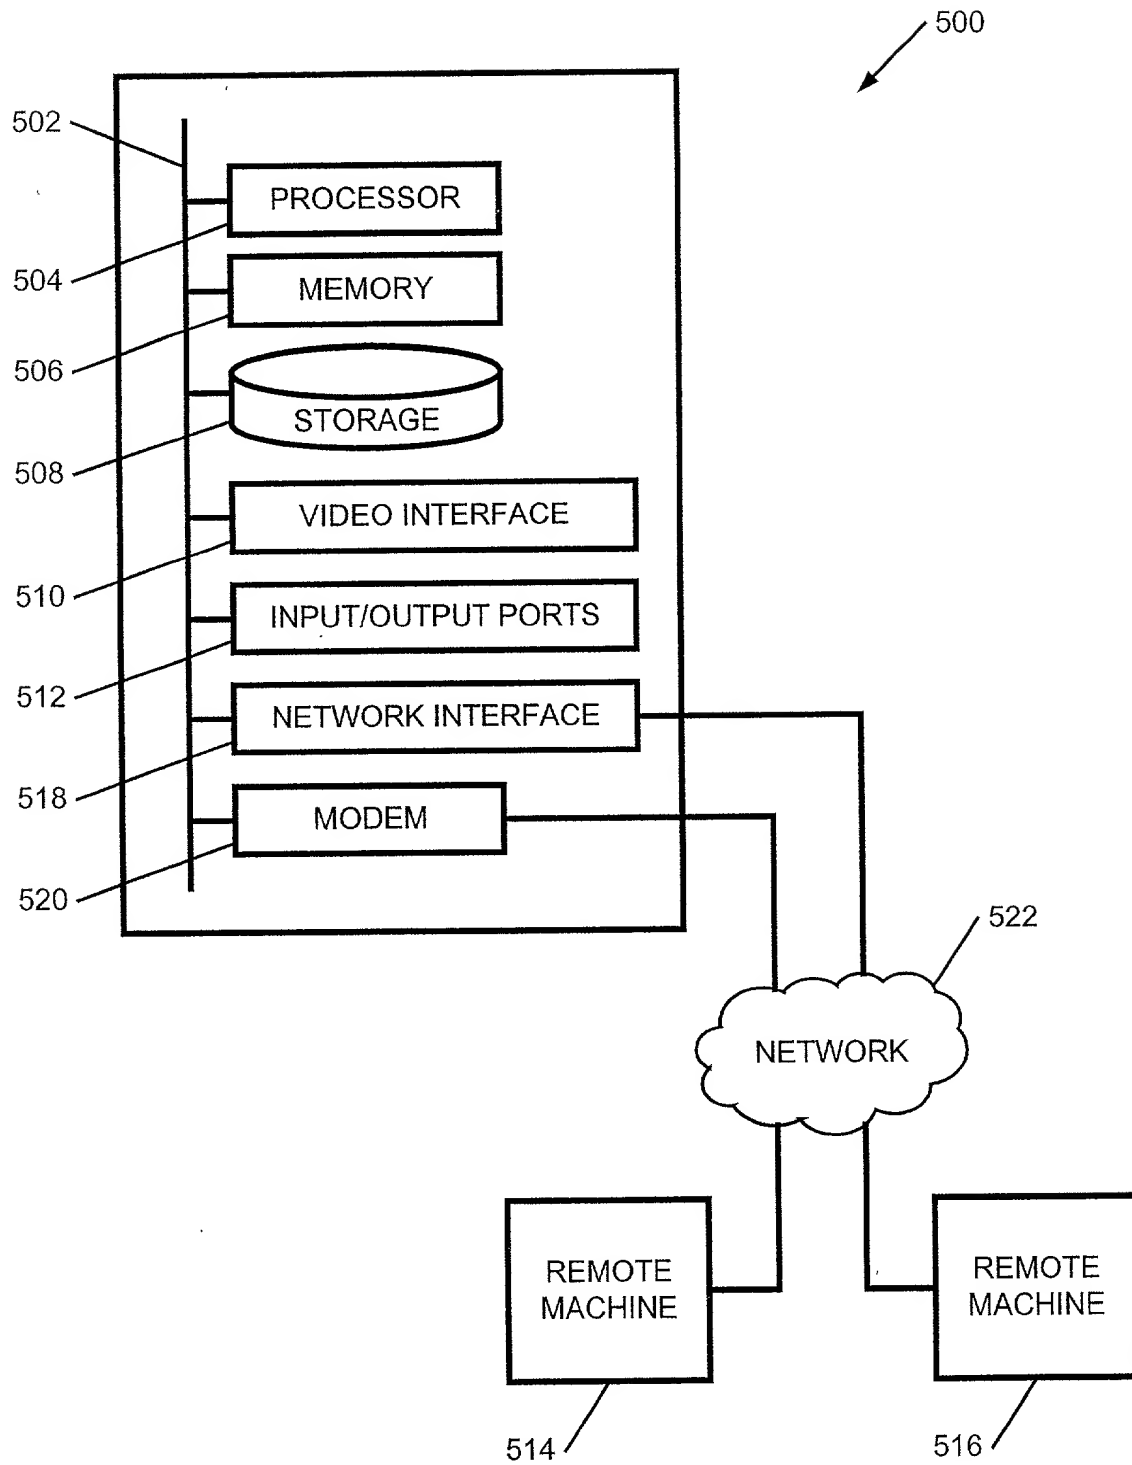 500
502
PROCESSOR
504
MEMORY
506
STORAGE
508
VIDEO INTERFACE
510
INPUT/OUTPUT PORTS
512
NETWORK INTERFACE
518
MODEM
520
522
NETWORK
REMOTE
MACHINE
REMOTE
MACHINE
514
516